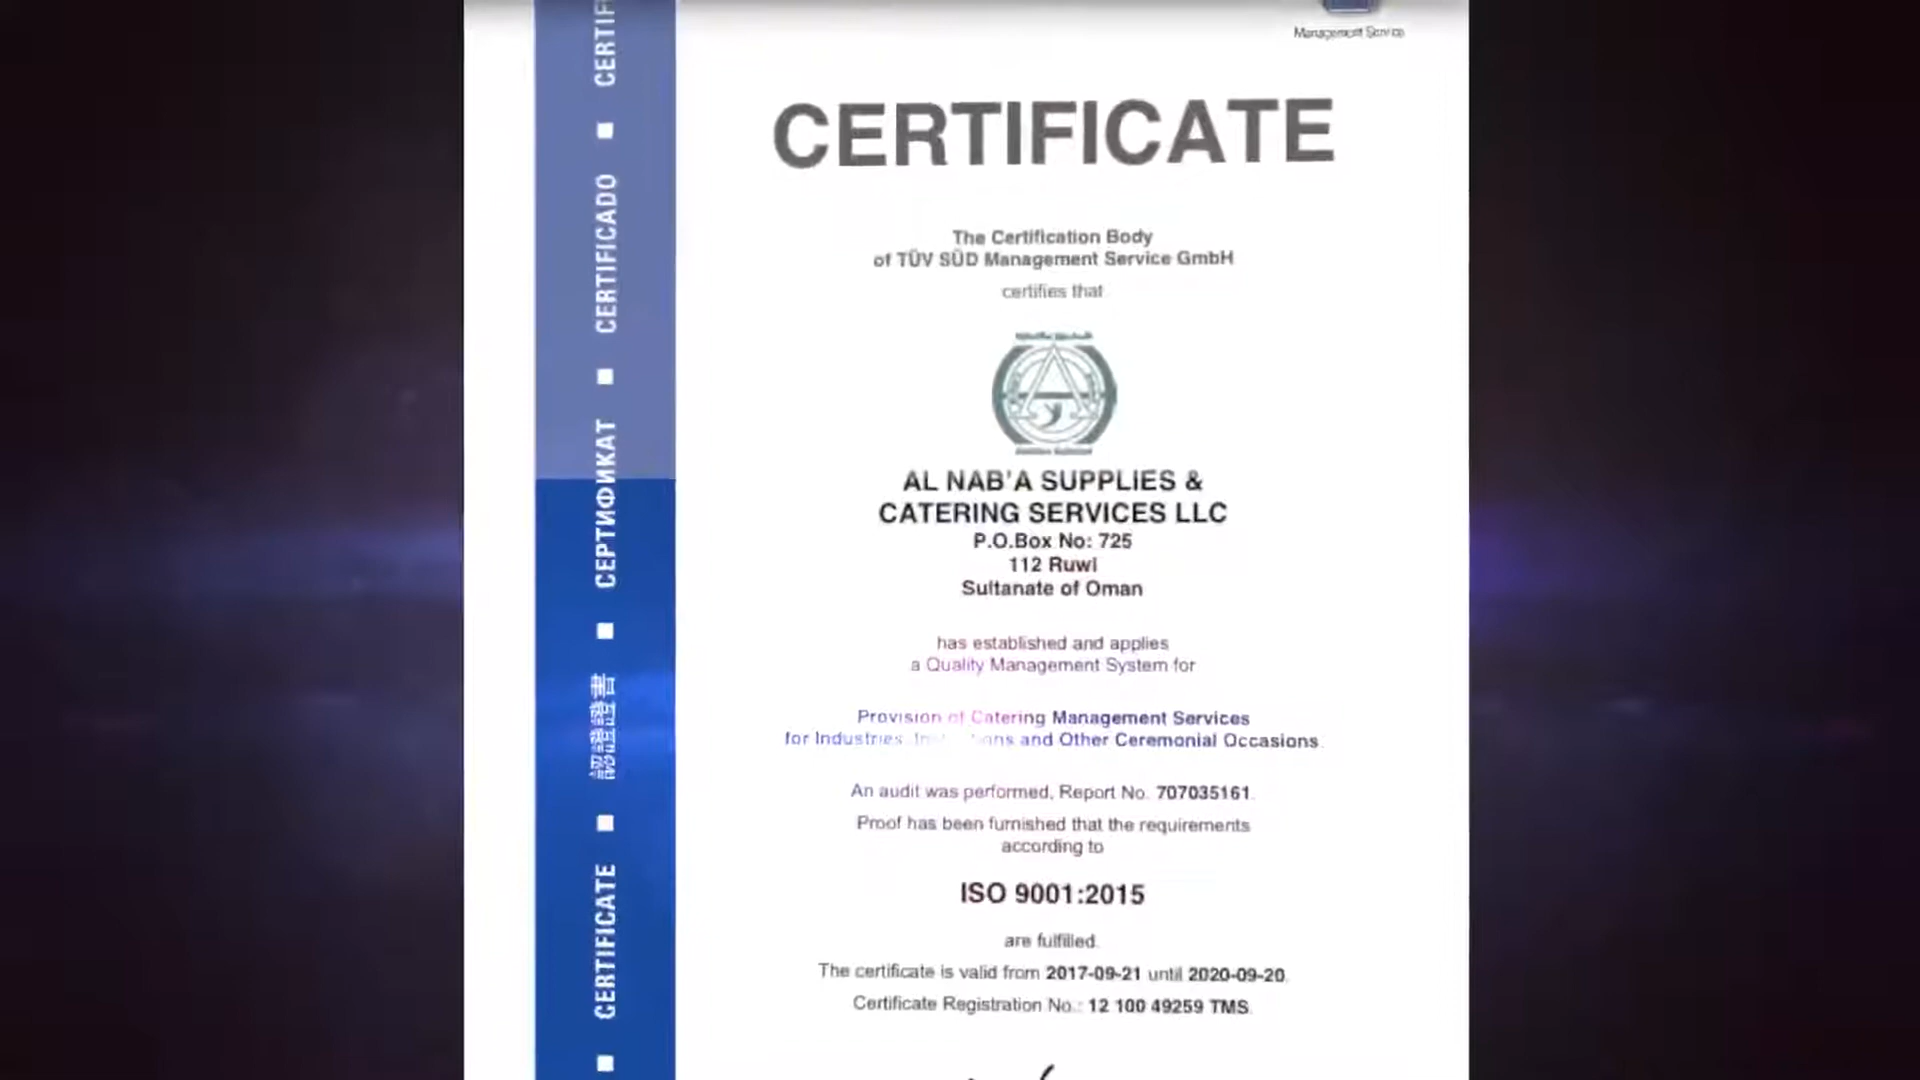 Management Service
CERTIFICATE
The Certification Body
of TÜV SÜD Management Service GmbH
certifies that
AL NAB'A SUPPLIES &
CATERING SERVICES LLC
P.O.Box No: 725
112 Ruwi
Sultanate of Oman
has established and applies
a Quality Management System for
Provision of Catering Management Services
for Industries, and Other Ceremonial Occasions.
An audit was performed, Report No. 707035161.
Proof has been furnished that the requirements
according to
ISO 9001:2015
are fulfilled.
The certificate is valid from 2017-09-21 until 2020-09-20.
Certificate Registration No.: 12 100 49259 TMS.
CERTIFICATE ■ 認證證書 ■ СЕРТИФИКАТ ■ CERTIFICADO ■ CERTIF